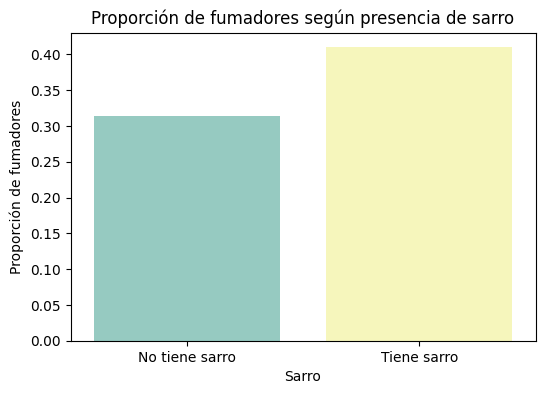 Proporción de fumadores según presencia de sarro
Proporción de fumadores
0.40
0.35
0.30
0.25
0.20
0.15
0.10
0.05
0.00
No tiene sarro
Tiene sarro
Sarro